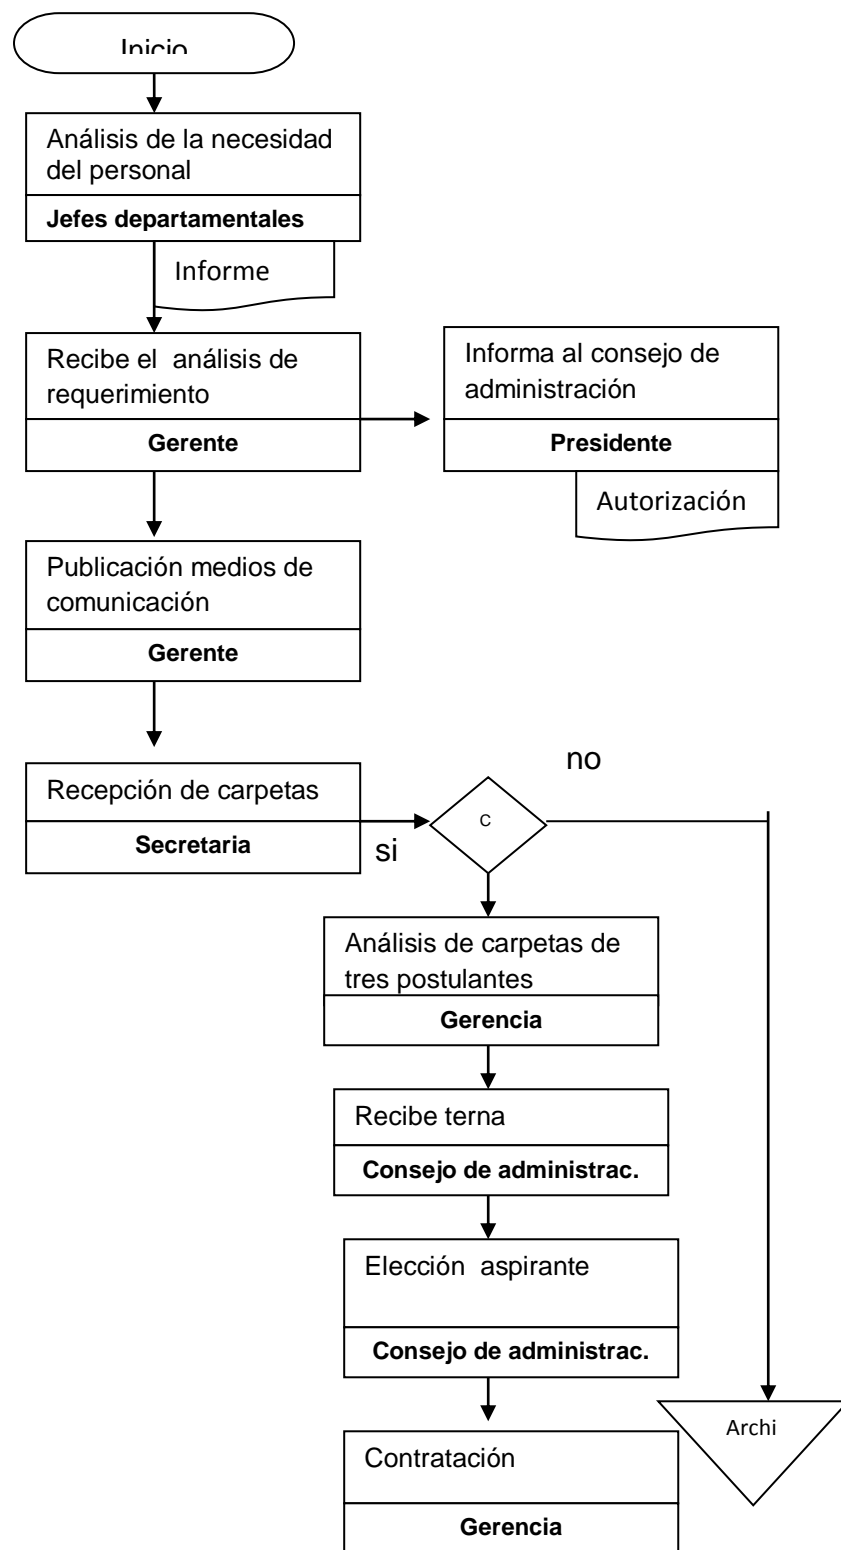 Inicio
Análisis de la necesidad
del personal
Jefes departamentales
Informe
Recibe el  análisis de
requerimiento
Gerente
Informa al consejo de
administración
Presidente
Autorización
Publicación medios de
comunicación
Gerente
Recepción de carpetas
Secretaria
si
C
no
Análisis de carpetas de
tres postulantes
Gerencia
Recibe terna
Consejo de administrac.
Elección  aspirante
Consejo de administrac.
Archi
Contratación
Gerencia